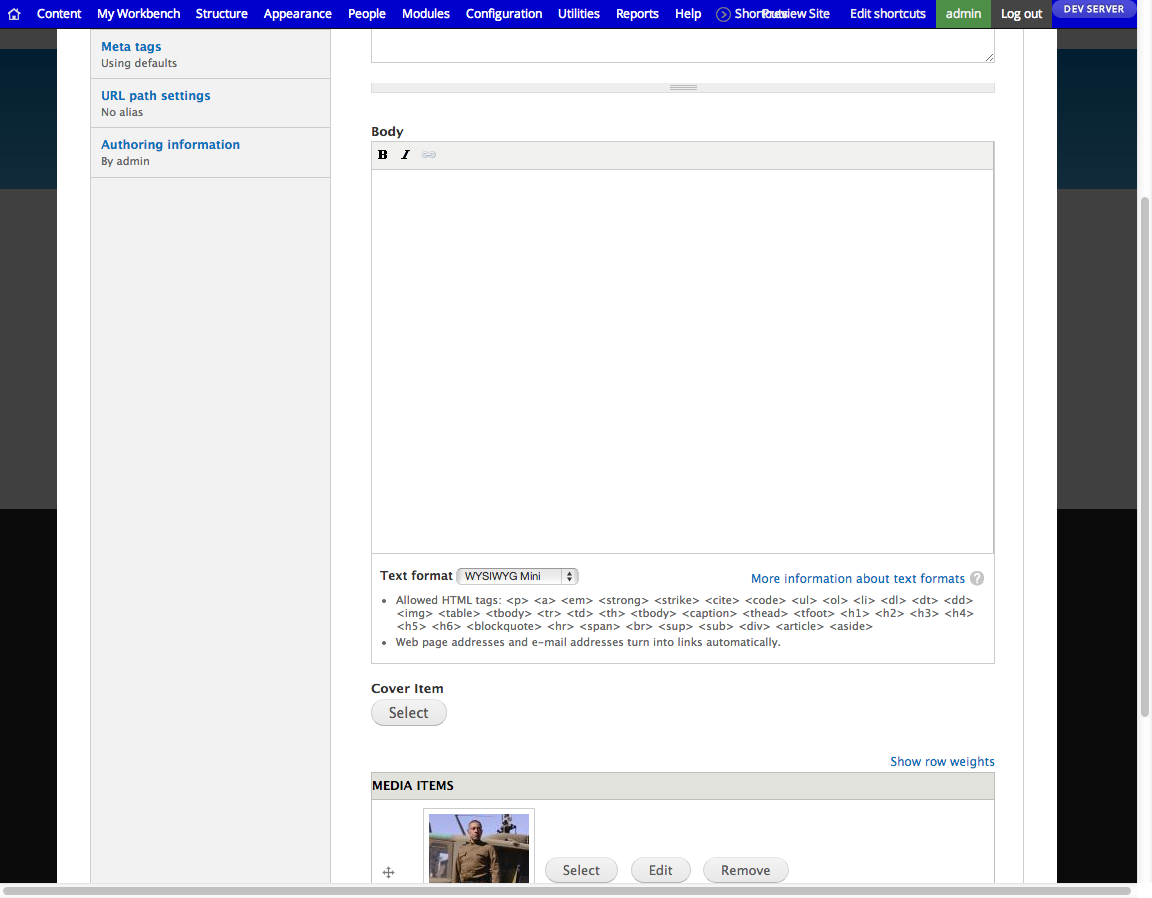 Content My Workbench Structure Appearance People Modules Configuration Utilities Reports Help Shortcuts Preview Site Edit shortcuts admin Log out DEV SERVER
Meta tags
Using defaults
URL path settings
No alias
Authoring information
By admin
Body
B I
Text format WYSIWYG Mini
More information about text formats ?
Allowed HTML tags: <p> <a> <em> <strong> <strike> <cite> <code> <ul> <ol> <li> <dl> <dt> <dd>
<img> <table> <tbody> <tr> <td> <th> <tbody> <caption> <thead> <tfoot> <h1> <h2> <h3> <h4>
<h5> <h6> <blockquote> <hr> <span> <br> <sup> <sub> <div> <article> <aside>
Web page addresses and e-mail addresses turn into links automatically.
Cover Item
Select
Show row weights
MEDIA ITEMS
Select Edit Remove